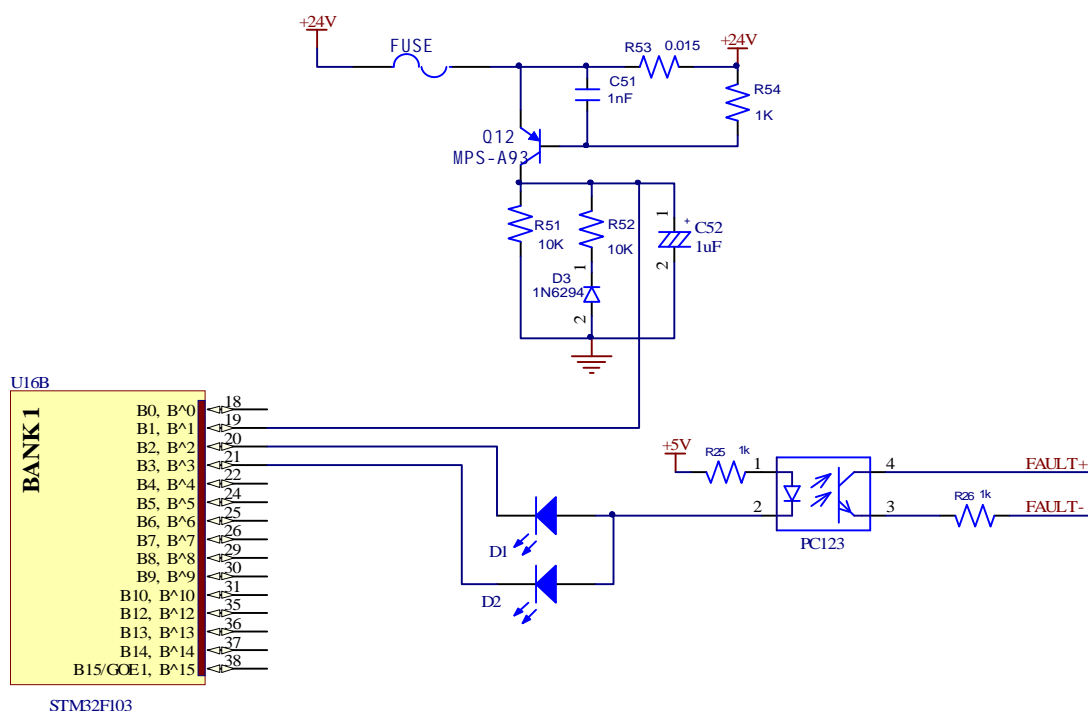 +24V
FUSE
R53 0.015
+24V
C51
1nF
R54
1K
Q12
MPS-A93
R51
10K
R52
10K
1
+
C52
1uF
2
1
D3
1N6294
2
U16B
BANK 1
B0, B^0 18
B1, B^1 19
B2, B^2 20
B3, B^3 21
B4, B^4 22
B5, B^5 24
B6, B^6 25
B7, B^7 26
B8, B^8 29
B9, B^9 30
B10, B^10 31
B12, B^12 35
B13, B^13 36
B14, B^14 37
B15/GOE1, B^15 38
STM32F103
D1
D2
+5V
R25 1k
1
2
4
3
PC123
FAULT+
R26 1k
FAULT-